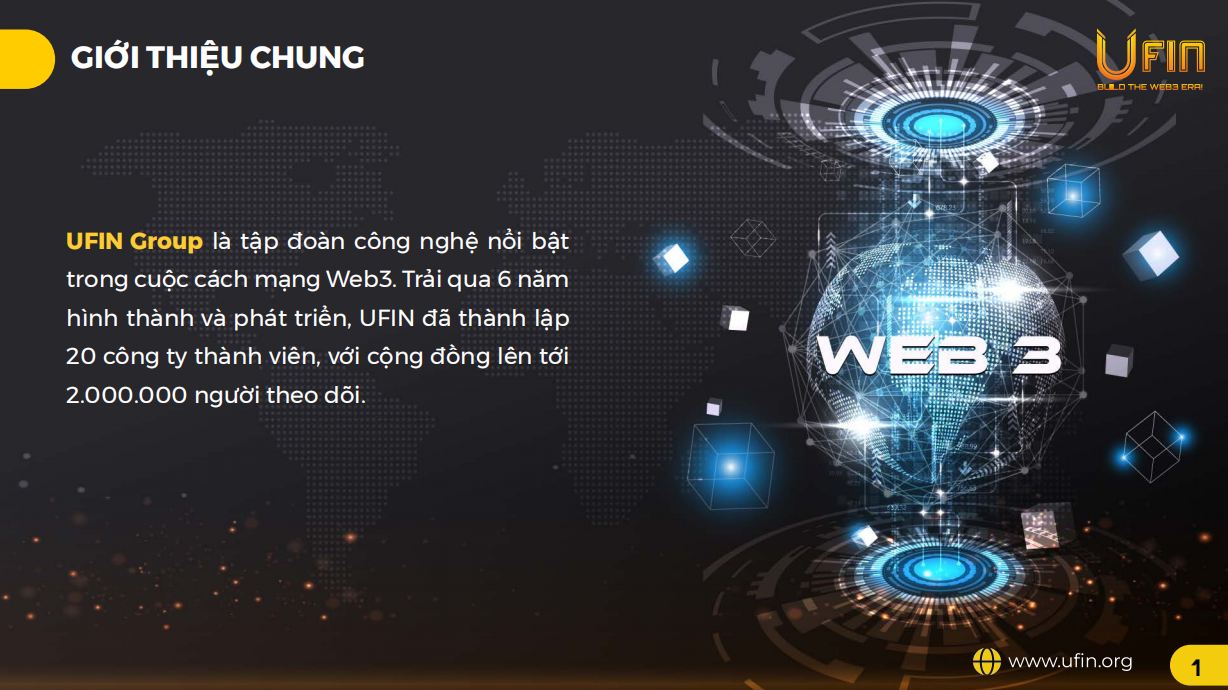 GIỚI THIỆU CHUNG
UFIN
BUILD THE WEB3 ERA!
UFIN Group là tập đoàn công nghệ nổi bật
trong cuộc cách mạng Web3. Trải qua 6 năm
hình thành và phát triển, UFIN đã thành lập
20 công ty thành viên, với cộng đồng lên tới
2.000.000 người theo dõi.
WEB 3
www.ufin.org
1